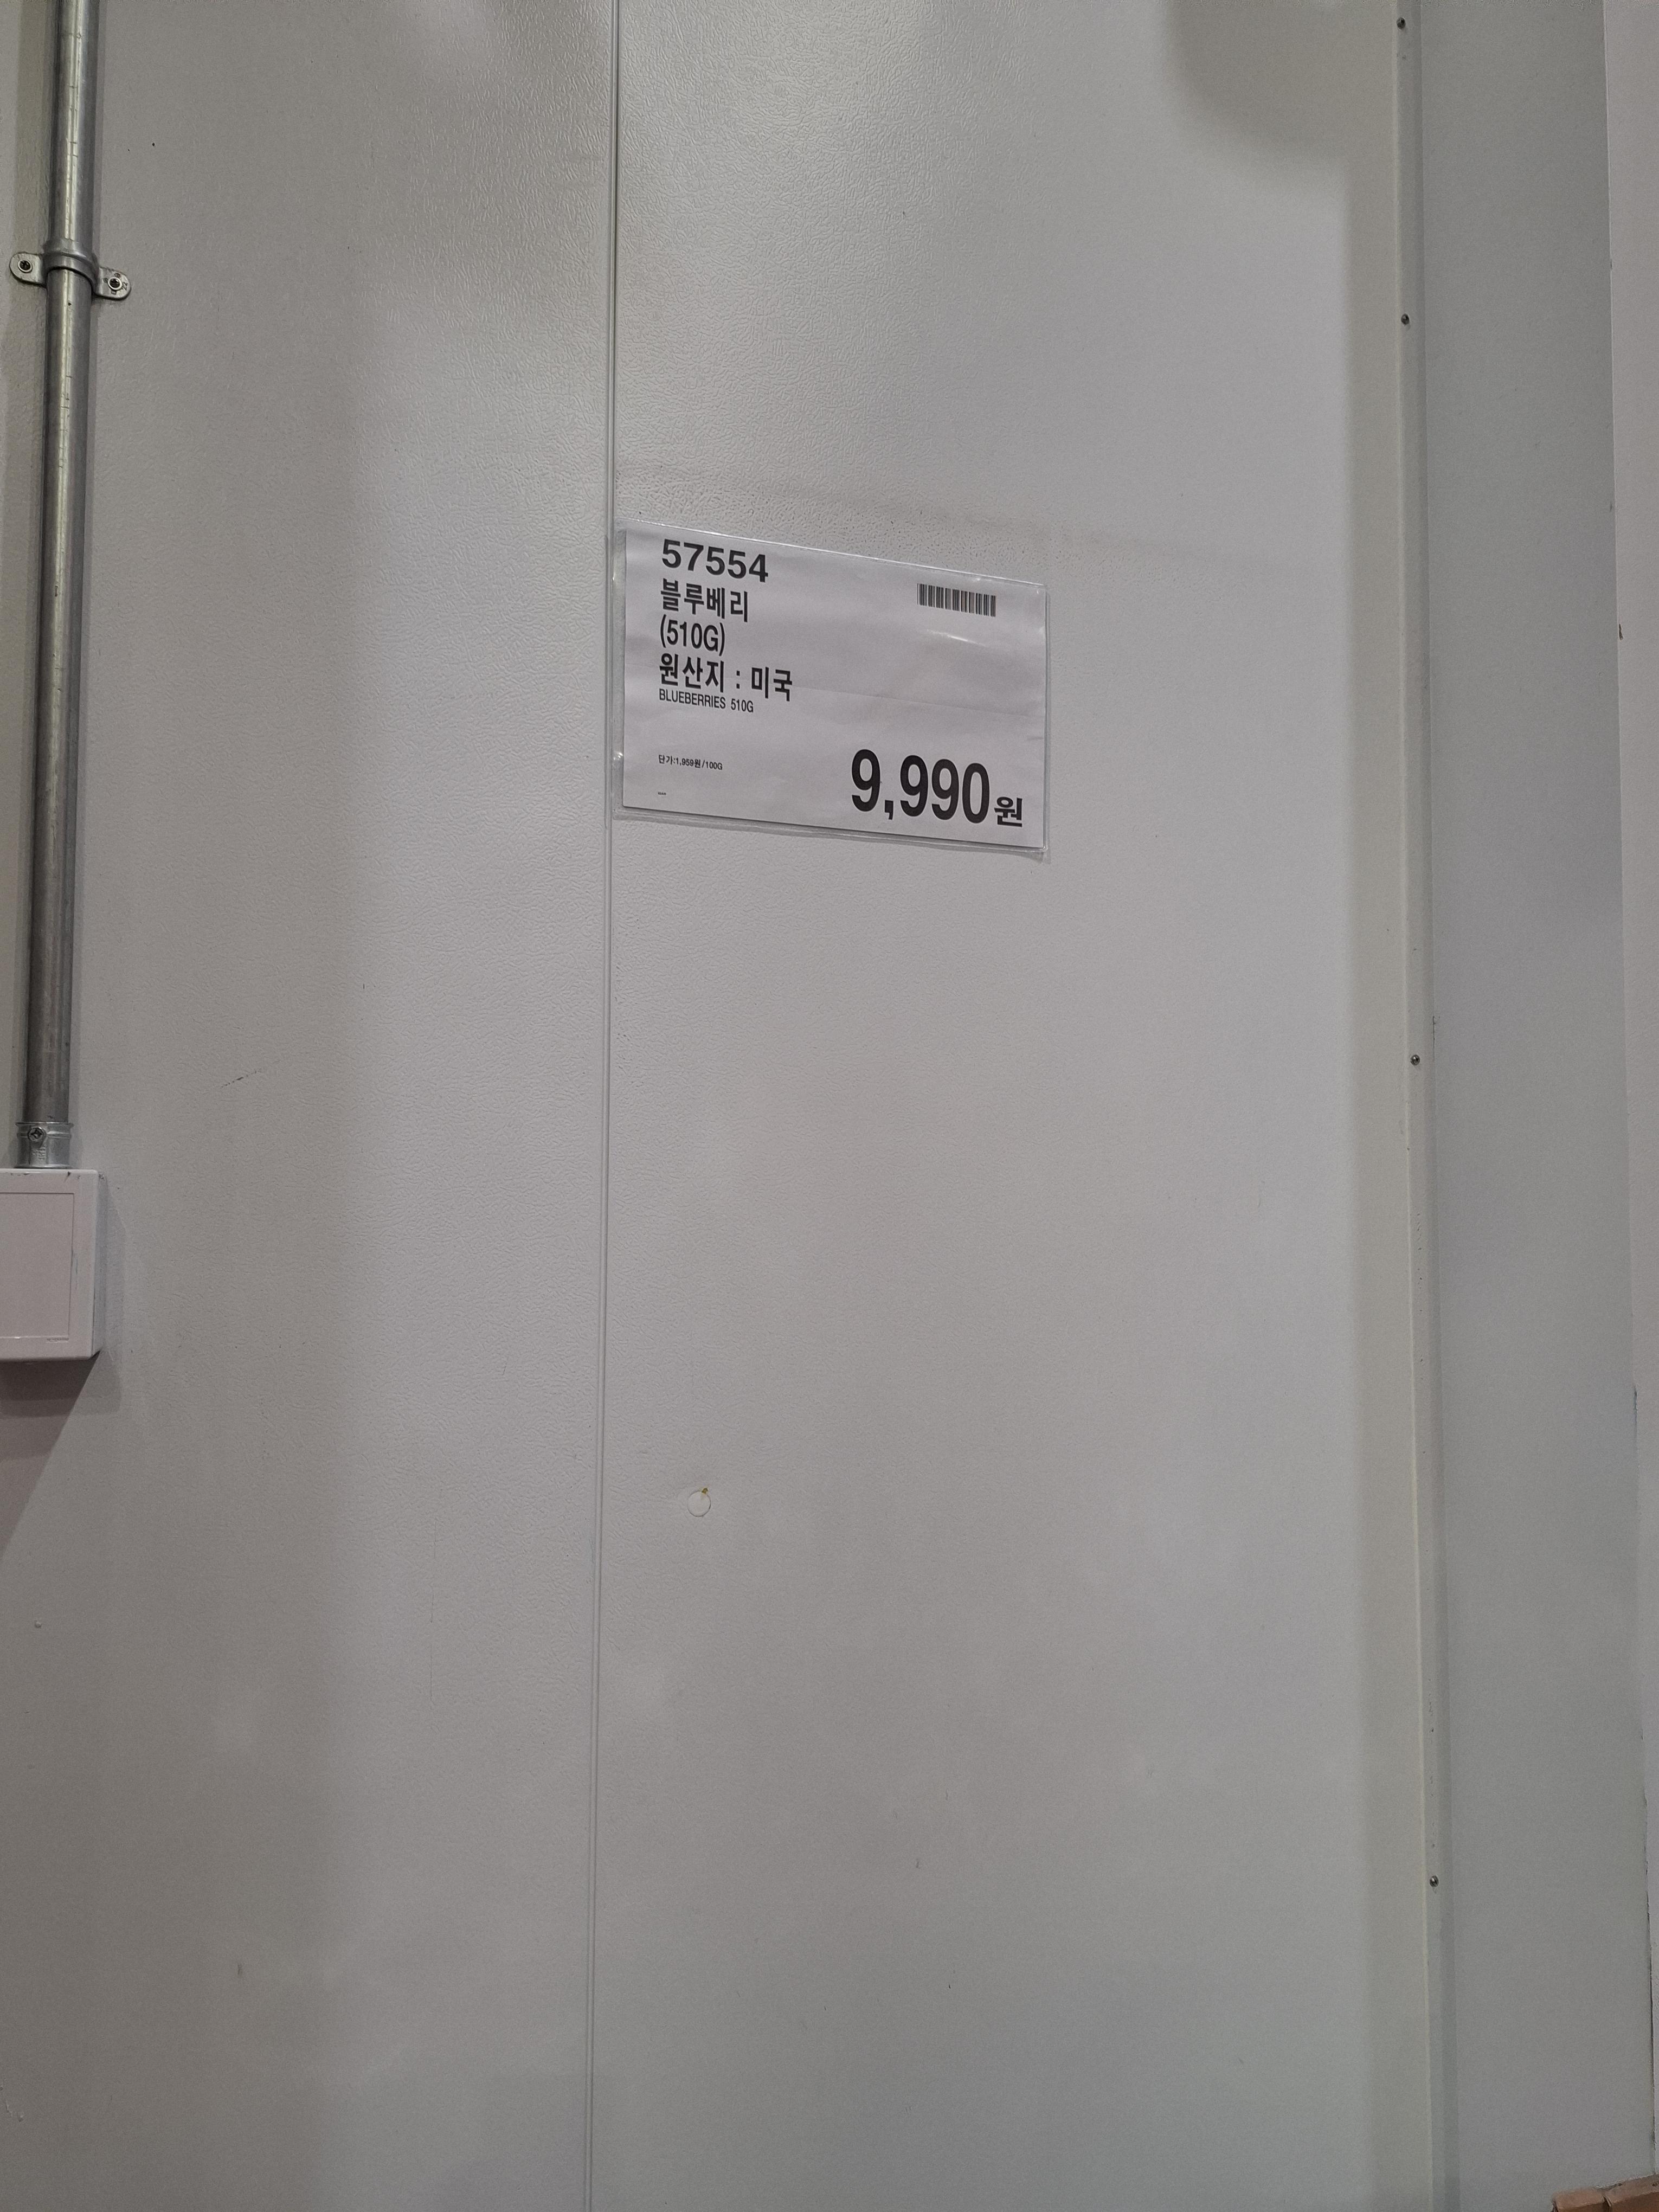 57554
블루베리
(510G)
원산지 : 미국
BLUEBERRIES 510G
단가:1,959원/100G
9,990원